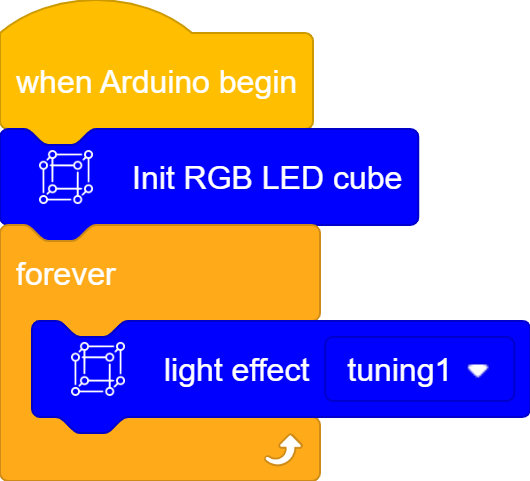 when Arduino begin
Init RGB LED cube
forever
light effect tuning1